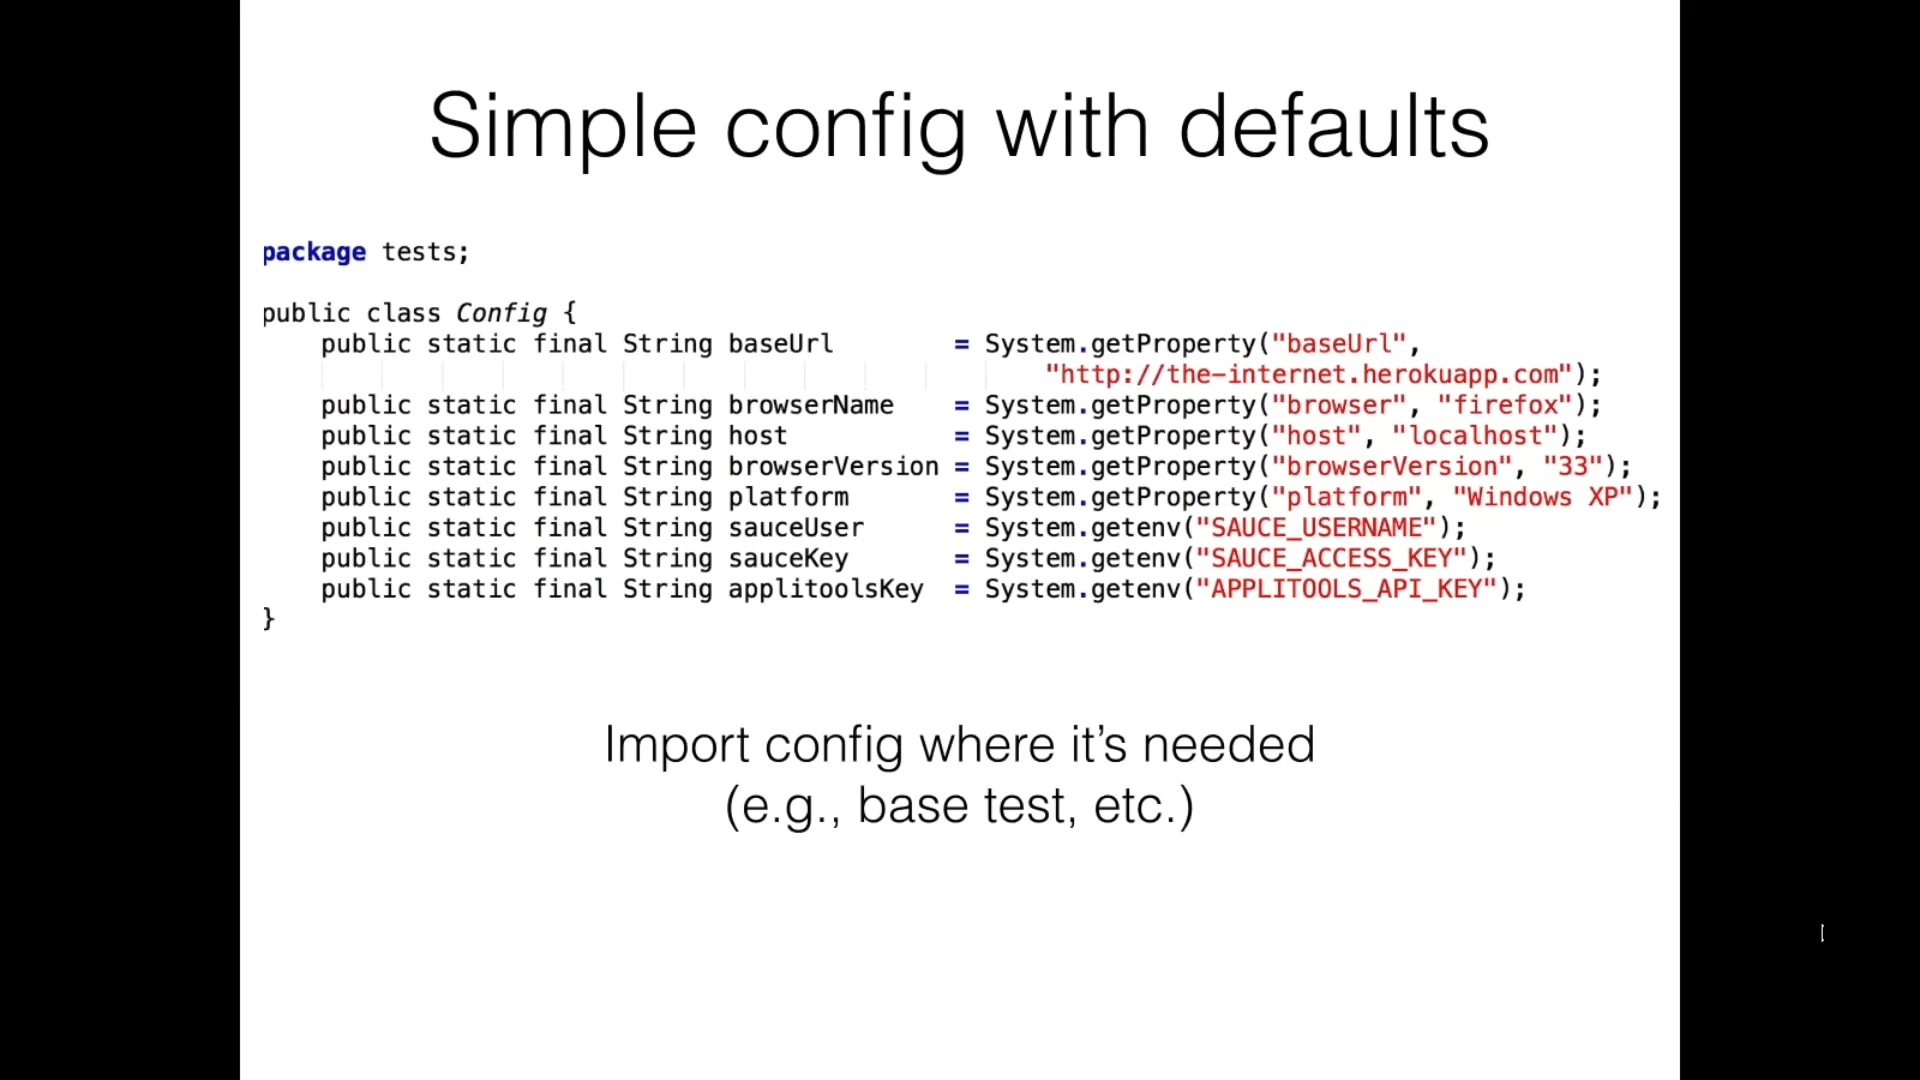 Simple config with defaults
package tests;
public class Config {
public static final String baseUrl = System.getProperty("baseUrl",
"http://the-internet.herokuapp.com");
public static final String browserName = System.getProperty("browser", "firefox");
public static final String host = System.getProperty("host", "localhost");
public static final String browserVersion = System.getProperty("browserVersion", "33");
public static final String platform = System.getProperty("platform", "Windows XP");
public static final String sauceUser = System.getenv("SAUCE_USERNAME");
public static final String sauceKey = System.getenv("SAUCE_ACCESS_KEY");
public static final String applitoolsKey = System.getenv("APPLITOOLS_API_KEY");
}
Import config where it’s needed
(e.g., base test, etc.)